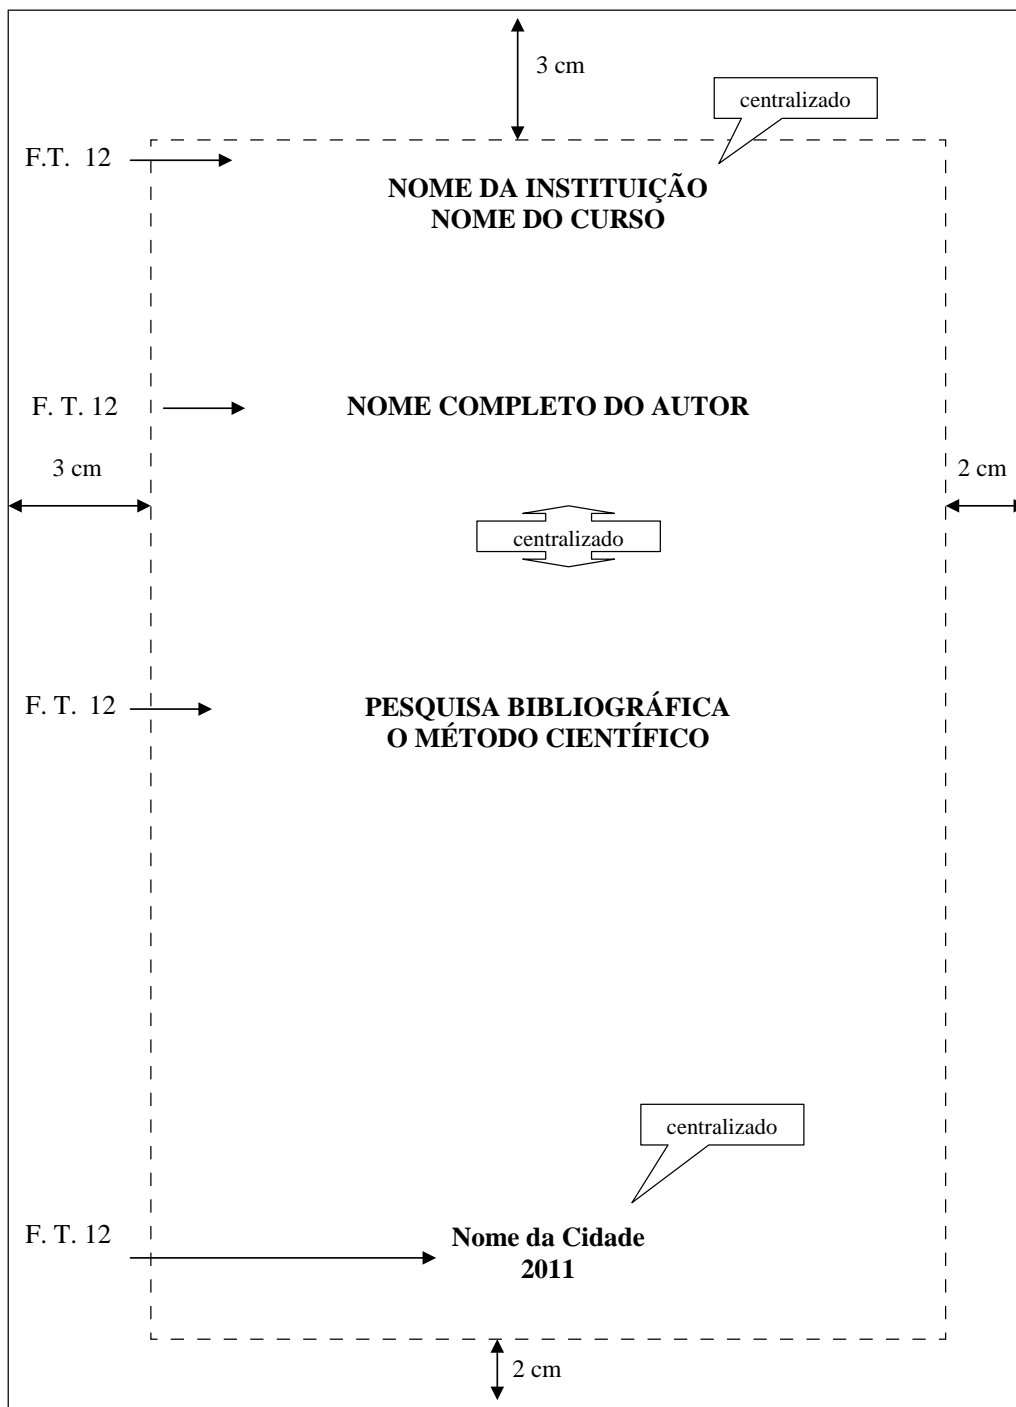 3 cm
centralizado
F.T. 12
NOME DA INSTITUIÇÃO
NOME DO CURSO
F. T. 12
NOME COMPLETO DO AUTOR
3 cm
2 cm
centralizado
F. T. 12
PESQUISA BIBLIOGRÁFICA
O MÉTODO CIENTÍFICO
centralizado
F. T. 12
Nome da Cidade
2011
2 cm